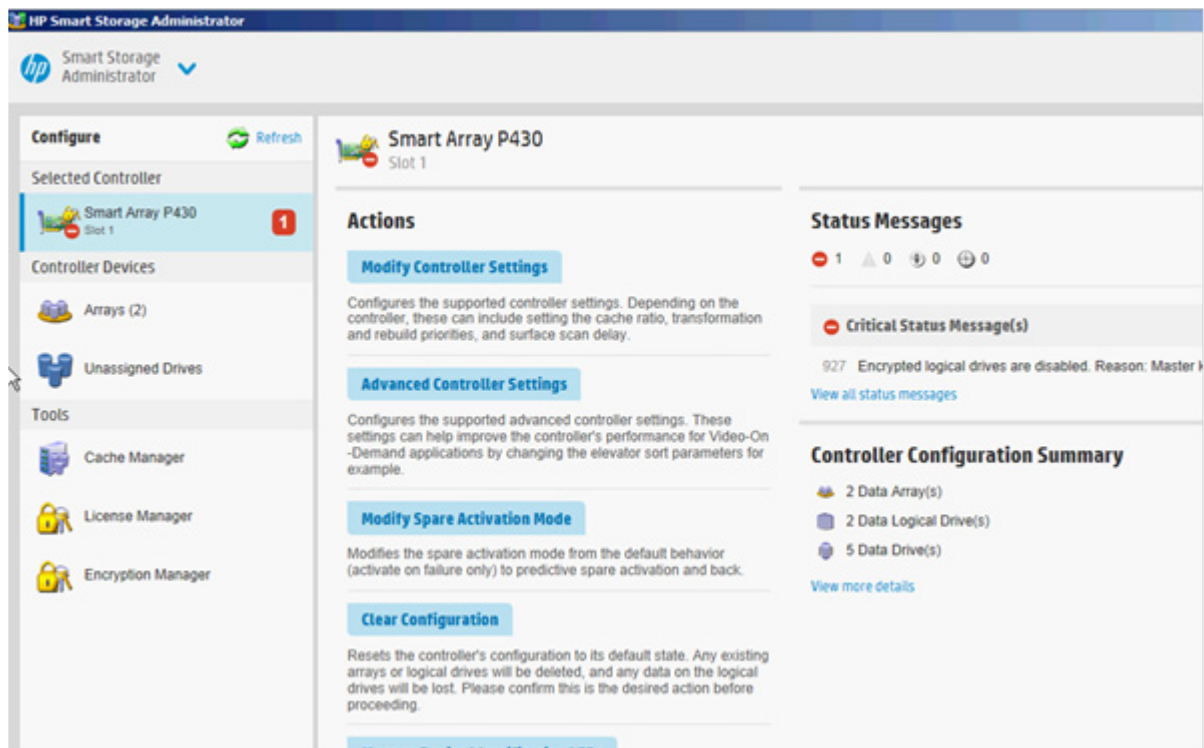 HP Smart Storage Administrator
hp
Smart Storage
Administrator
Configure
Refresh
Selected Controller
Smart Array P430
Slot 1
1
Controller Devices
Arrays (2)
Unassigned Drives
Tools
Cache Manager
License Manager
Encryption Manager
Smart Array P430
Slot 1
Actions
Modify Controller Settings
Configures the supported controller settings. Depending on the
controller, these can include setting the cache ratio, transformation
and rebuild priorities, and surface scan delay.
Advanced Controller Settings
Configures the supported advanced controller settings. These
settings can help improve the controller's performance for Video-On
-Demand applications by changing the elevator sort parameters for
example.
Modify Spare Activation Mode
Modifies the spare activation mode from the default behavior
(activate on failure only) to predictive spare activation and back.
Clear Configuration
Resets the controller's configuration to its default state. Any existing
arrays or logical drives will be deleted, and any data on the logical
drives will be lost. Please confirm this is the desired action before
proceeding.
Status Messages
1 0 0 0
Critical Status Message(s)
927 Encrypted logical drives are disabled. Reason: Master
View all status messages
Controller Configuration Summary
2 Data Array(s)
2 Data Logical Drive(s)
5 Data Drive(s)
View more details